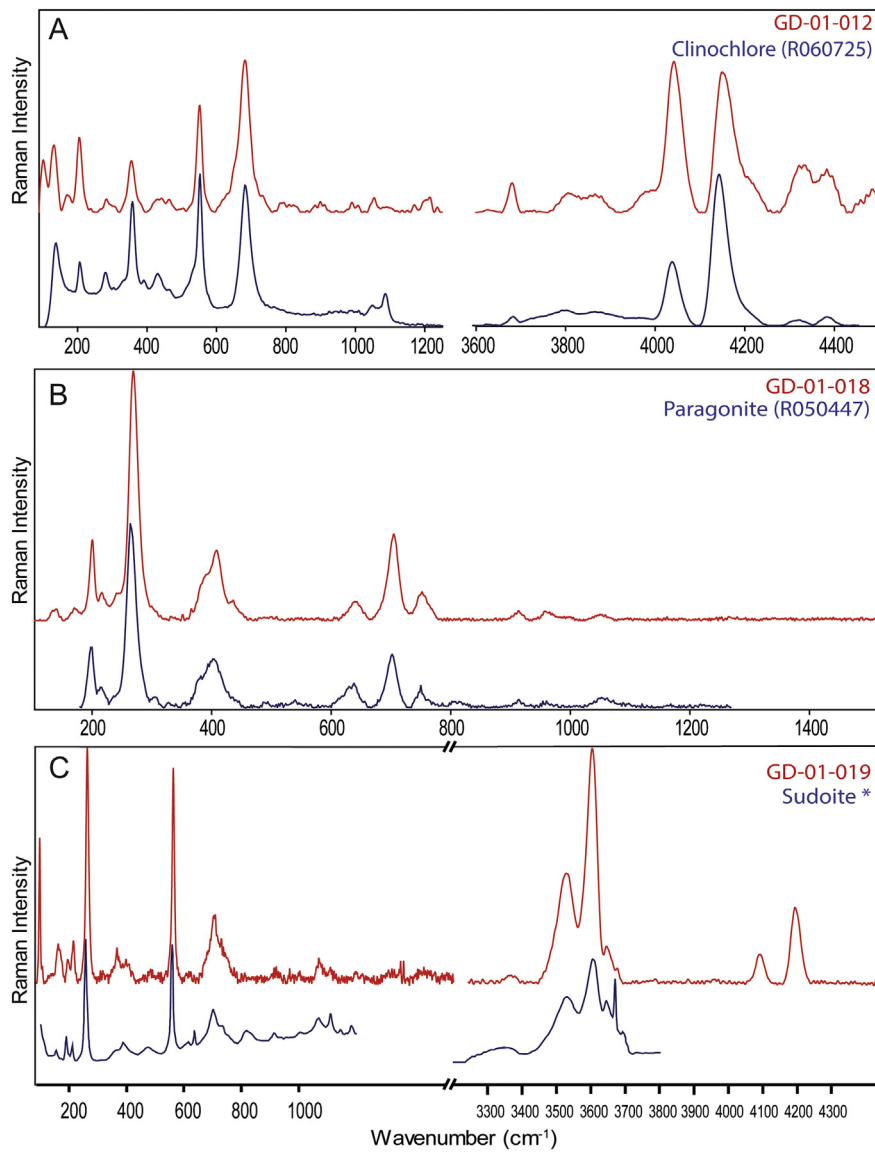 A
GD-01-012
Clinochlore (R060725)
Raman Intensity
200 400 600 800 1000 1200 3600 3800 4000 4200 4400
B
GD-01-018
Paragonite (R050447)
Raman Intensity
200 400 600 800 1000 1200 1400
C
GD-01-019
Sudoite *
Raman Intensity
200 400 600 800 1000 3300 3400 3500 3600 3700 3800 3900 4000 4100 4200 4300
Wavenumber (cm⁻¹)